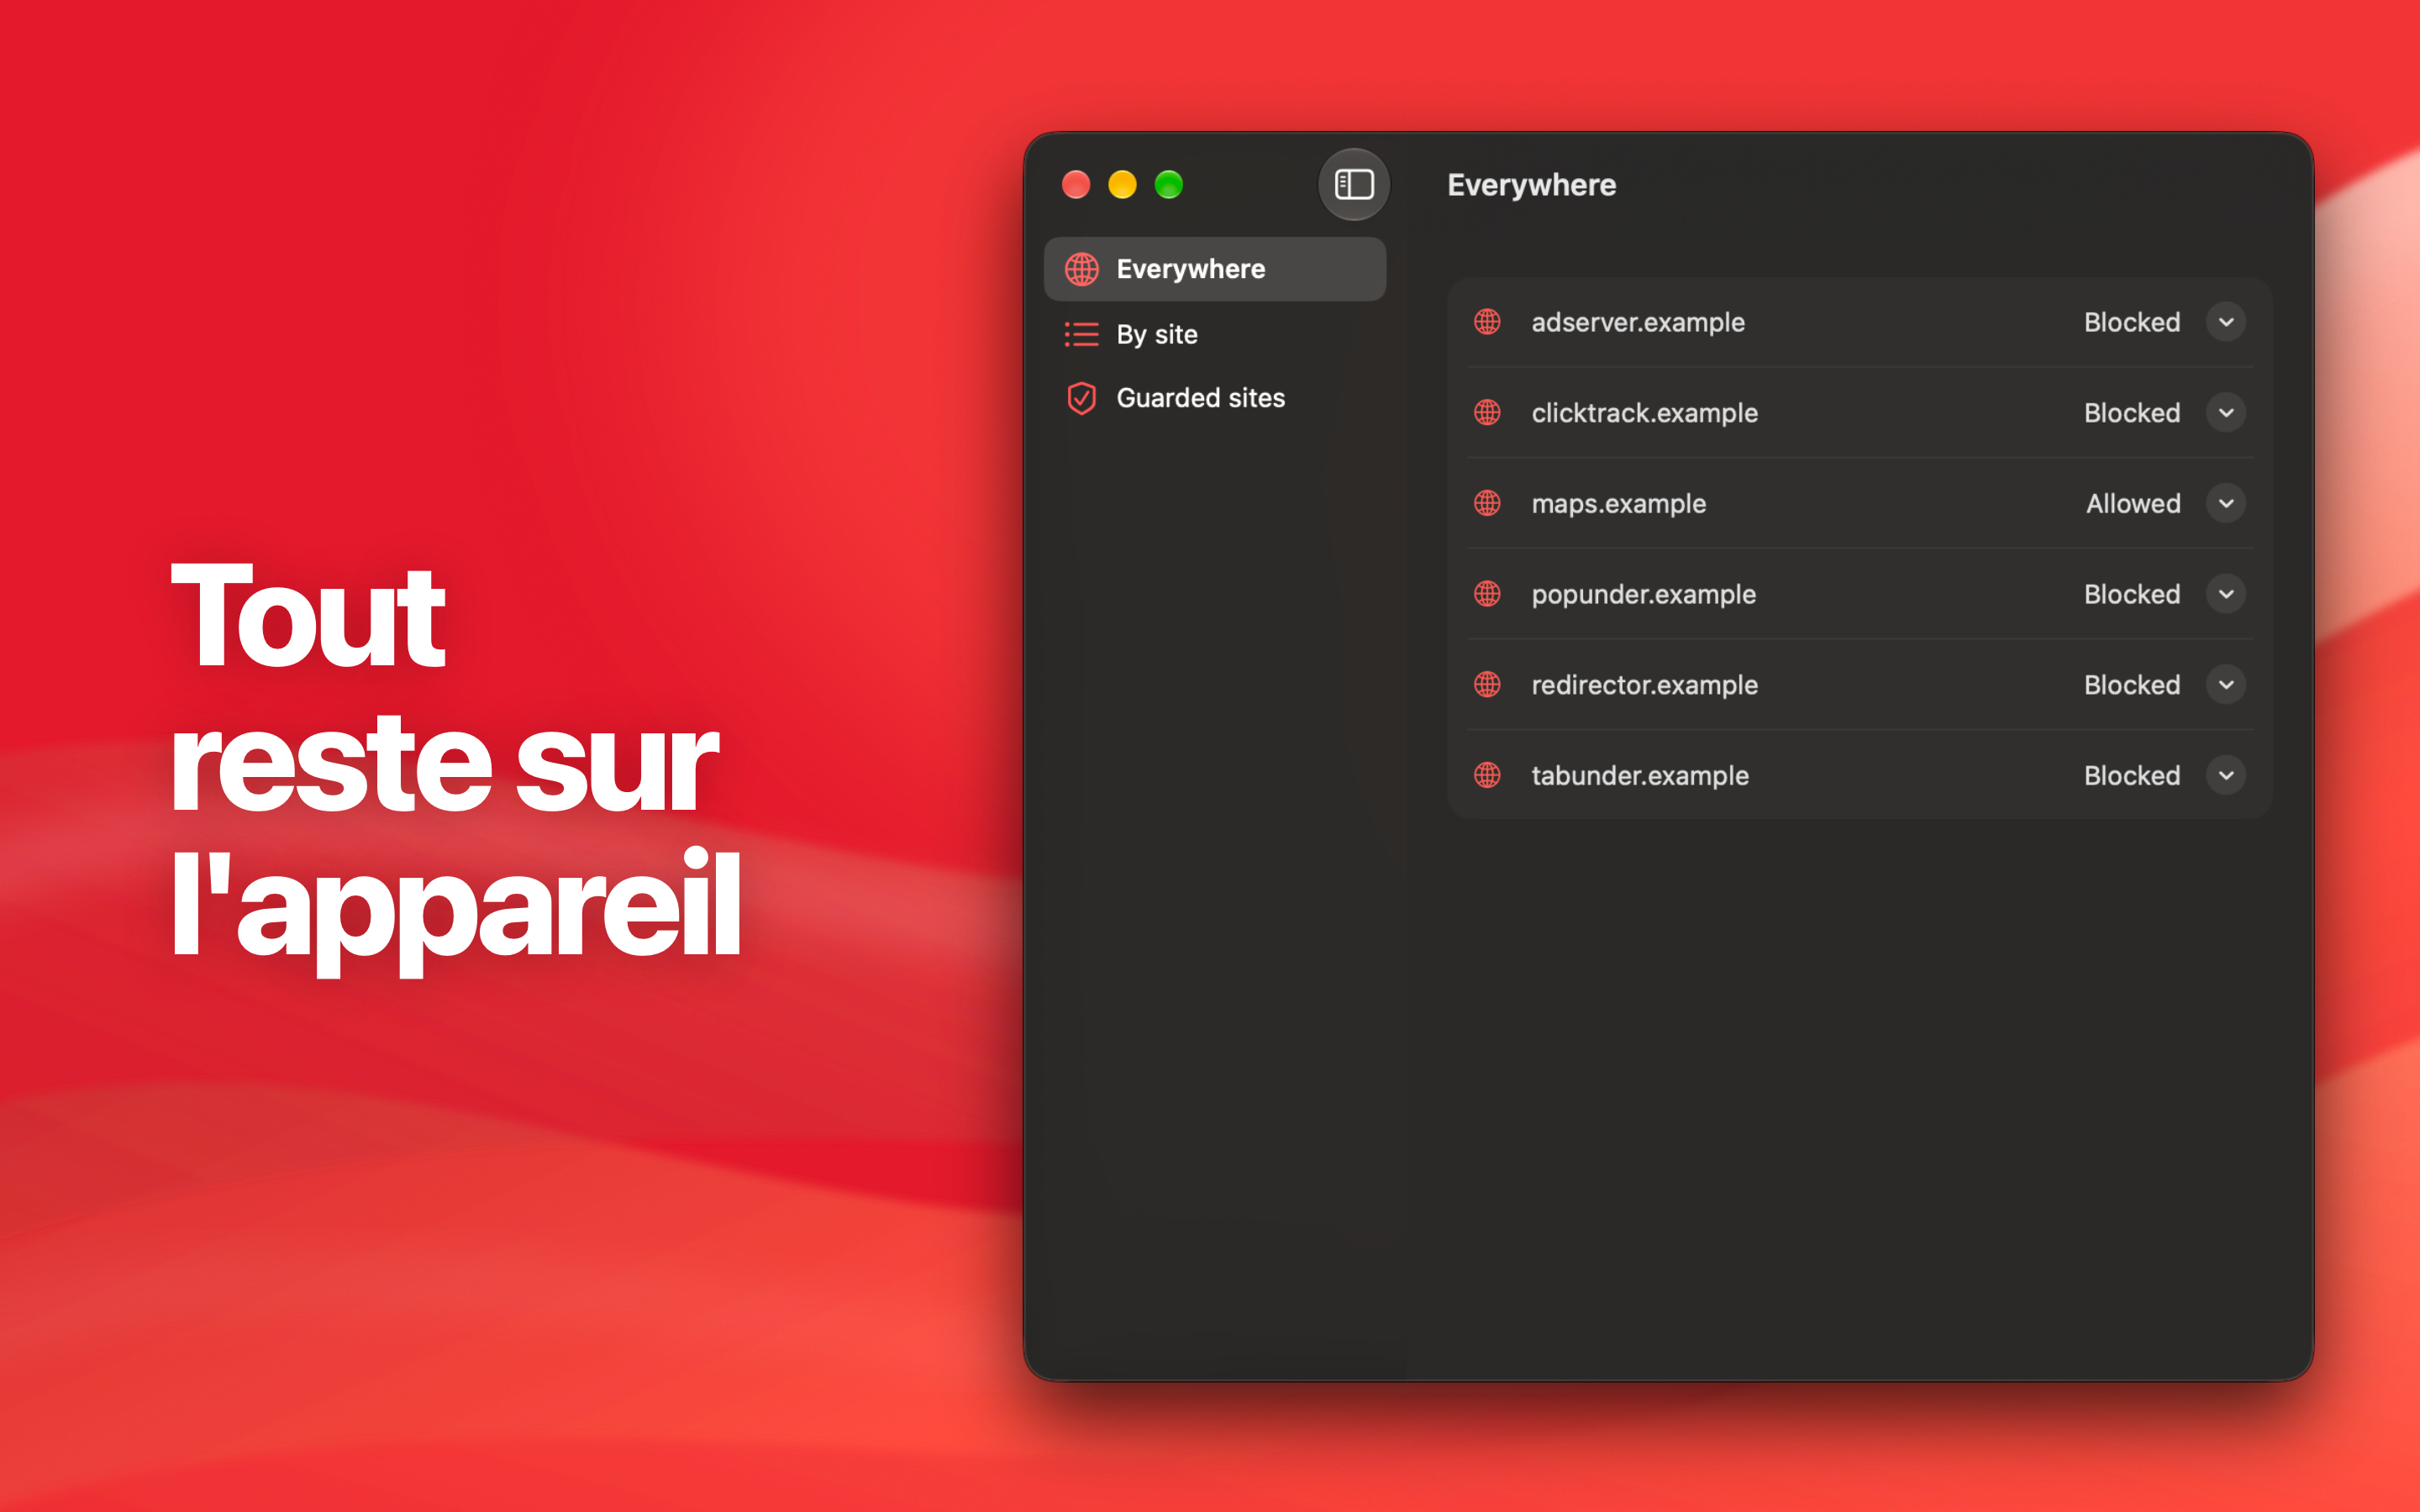 Tout
reste sur
l'appareil
Everywhere
By site
Guarded sites
Everywhere
adserver.example Blocked
clicktrack.example Blocked
maps.example Allowed
popunder.example Blocked
redirector.example Blocked
tabunder.example Blocked